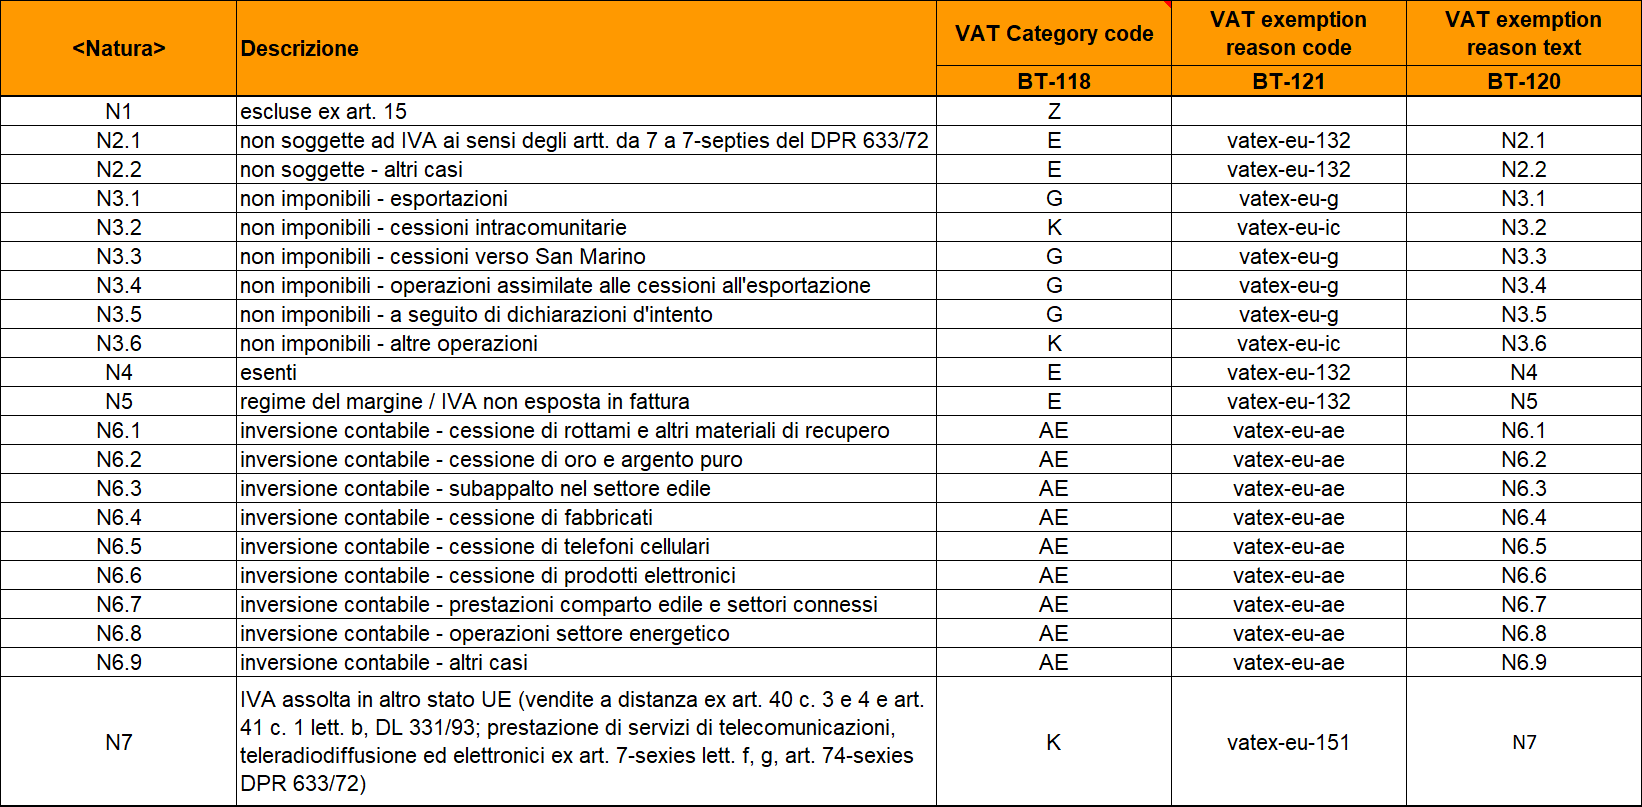 <Natura> Descrizione VAT Category code VAT exemption reason code VAT exemption reason text
BT-118 BT-121 BT-120
N1 escluse ex art. 15 Z
N2.1 non soggette ad IVA ai sensi degli artt. da 7 a 7-septies del DPR 633/72 E vatex-eu-132 N2.1
N2.2 non soggette - altri casi E vatex-eu-132 N2.2
N3.1 non imponibili - esportazioni G vatex-eu-g N3.1
N3.2 non imponibili - cessioni intracomunitarie K vatex-eu-ic N3.2
N3.3 non imponibili - cessioni verso San Marino G vatex-eu-g N3.3
N3.4 non imponibili - operazioni assimilate alle cessioni all'esportazione G vatex-eu-g N3.4
N3.5 non imponibili - a seguito di dichiarazioni d'intento G vatex-eu-g N3.5
N3.6 non imponibili - altre operazioni K vatex-eu-ic N3.6
N4 esenti E vatex-eu-132 N4
N5 regime del margine / IVA non esposta in fattura E vatex-eu-132 N5
N6.1 inversione contabile - cessione di rottami e altri materiali di recupero AE vatex-eu-ae N6.1
N6.2 inversione contabile - cessione di oro e argento puro AE vatex-eu-ae N6.2
N6.3 inversione contabile - subappalto nel settore edile AE vatex-eu-ae N6.3
N6.4 inversione contabile - cessione di fabbricati AE vatex-eu-ae N6.4
N6.5 inversione contabile - cessione di telefoni cellulari AE vatex-eu-ae N6.5
N6.6 inversione contabile - cessione di prodotti elettronici AE vatex-eu-ae N6.6
N6.7 inversione contabile - prestazioni comparto edile e settori connessi AE vatex-eu-ae N6.7
N6.8 inversione contabile - operazioni settore energetico AE vatex-eu-ae N6.8
N6.9 inversione contabile - altri casi AE vatex-eu-ae N6.9
N7 IVA assolta in altro stato UE (vendite a distanza ex art. 40 c. 3 e 4 e art.
41 c. 1 lett. b, DL 331/93; prestazione di servizi di telecomunicazioni,
teleradiodiffusione ed elettronici ex art. 7-sexies lett. f, g, art. 74-sexies
DPR 633/72) K vatex-eu-151 N7